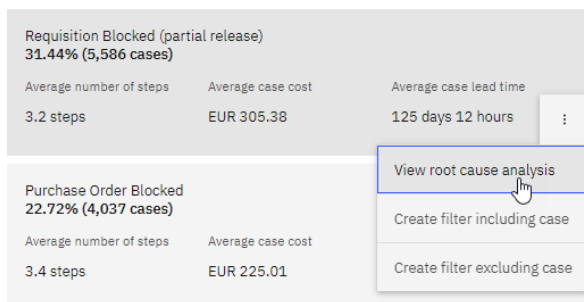 Requisition Blocked (partial release)
31.44% (5,586 cases)
Average number of steps Average case cost Average case lead time
3.2 steps EUR 305.38 125 days 12 hours
View root cause analysis
Purchase Order Blocked
22.72% (4,037 cases)
Create filter including case
Average number of steps Average case cost
3.4 steps EUR 225.01 Create filter excluding case